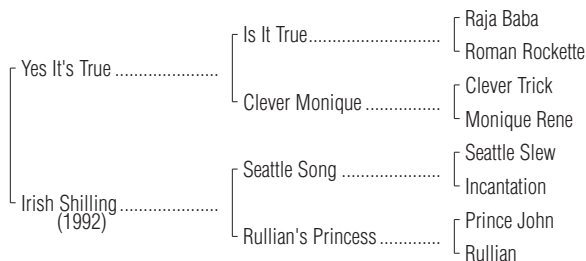 Raja Baba
Is It True
Roman Rockette
Yes It's True
Clever Trick
Clever Monique
Monique Rene
Seattle Slew
Seattle Song
Incantation
Irish Shilling
(1992)
Prince John
Rullian's Princess
Rullian